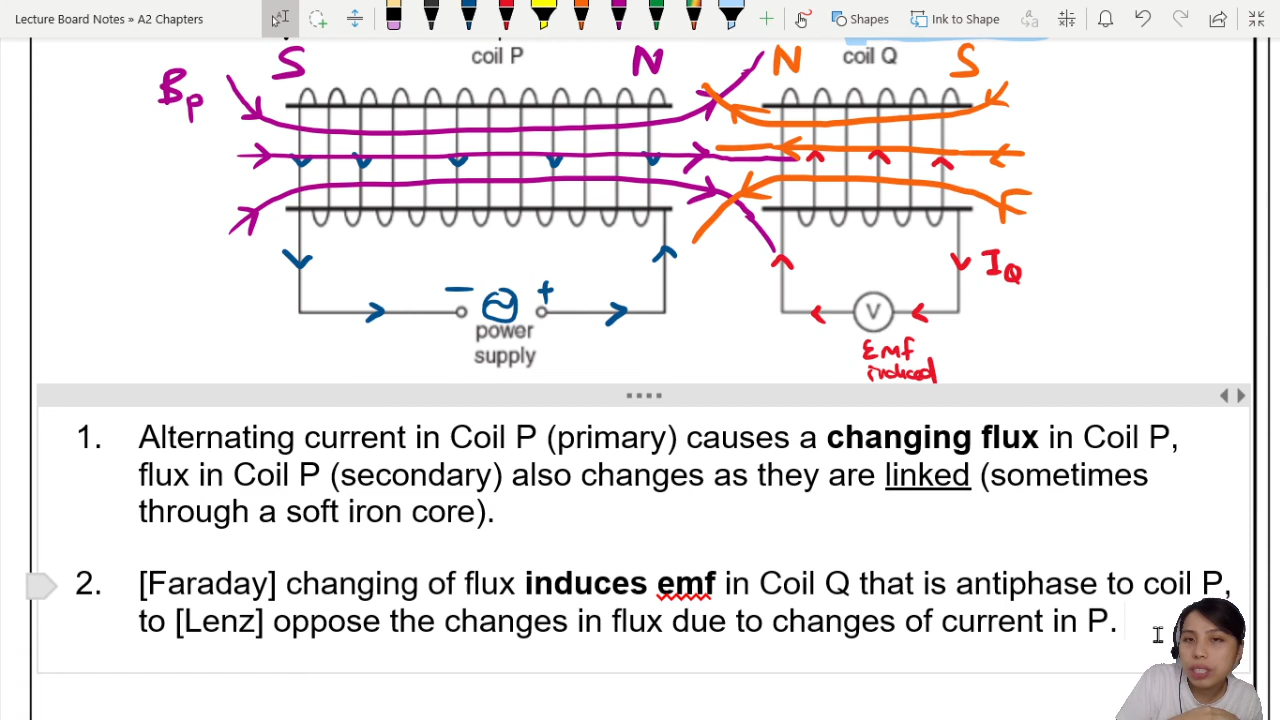 Lecture Board Notes » A2 Chapters
Shapes
Ink to Shape
coil P
coil Q
S
N
N
S
Bp
IQ
− +
power
supply
V
Emf
induced
1. Alternating current in Coil P (primary) causes a changing flux in Coil P,
flux in Coil P (secondary) also changes as they are linked (sometimes
through a soft iron core).
2. [Faraday] changing of flux induces emf in Coil Q that is antiphase to coil P,
to [Lenz] oppose the changes in flux due to changes of current in P.